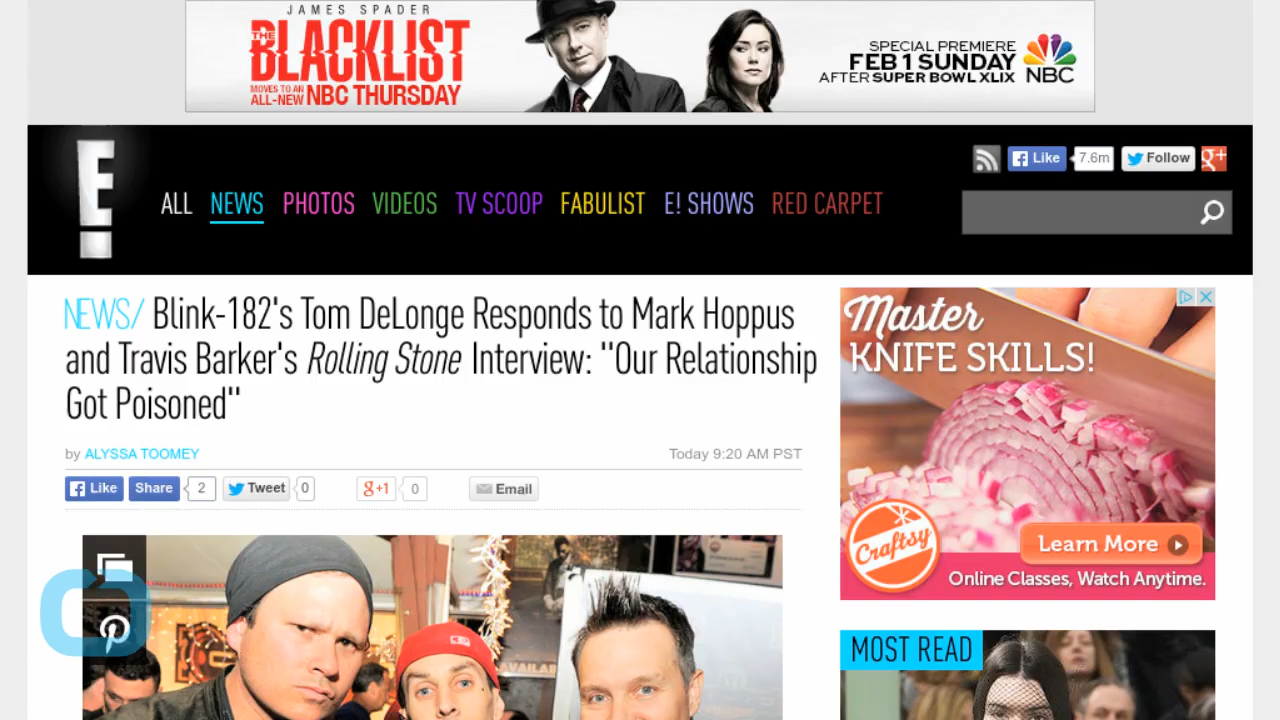 JAMES SPADER
THE
BLACKLIST
MOVES TO AN
ALL-NEW NBC THURSDAY
SPECIAL PREMIERE
FEB 1 SUNDAY
AFTER SUPER BOWL XLIX
NBC
E!
ALL NEWS PHOTOS VIDEOS TV SCOOP FABULIST E! SHOWS RED CARPET
Like 7.6m Follow g+
NEWS/ Blink-182's Tom DeLonge Responds to Mark Hoppus
and Travis Barker's Rolling Stone Interview: "Our Relationship
Got Poisoned"
by ALYSSA TOOMEY Today 9:20 AM PST
Like Share 2 Tweet 0 g+1 0 Email
Master
KNIFE SKILLS!
Craftsy
Learn More
Online Classes, Watch Anytime.
MOST READ